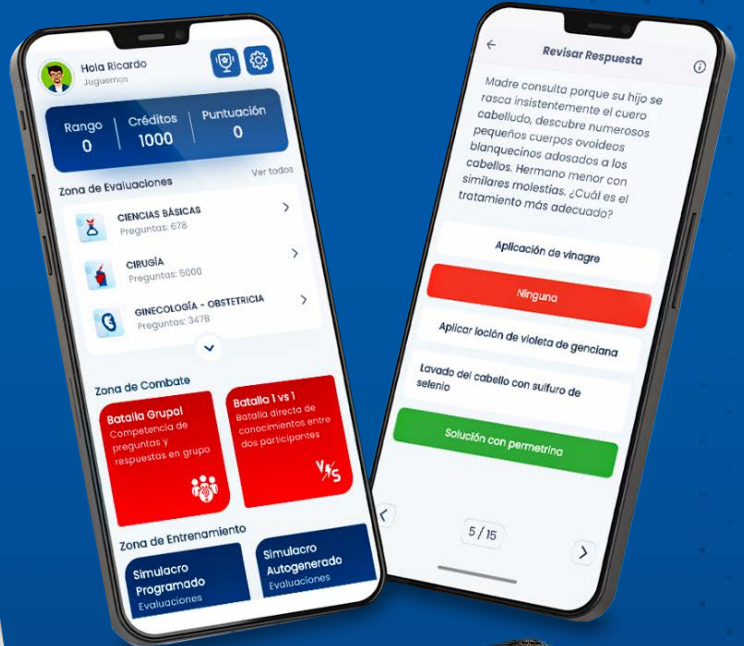 Hola Ricardo
Juguemos
Rango
0
Créditos
1000
Puntuación
0
Zona de Evaluaciones
Ver todos
CIENCIAS BÁSICAS
Preguntas: 678
CIRUGÍA
Preguntas: 5000
GINECOLOGÍA - OBSTETRICIA
Preguntas: 3478
Zona de Combate
Batalla Grupal
Competencia de
preguntas y
respuestas en grupo
Batalla 1 vs 1
Batalla directa de
conocimientos entre
dos participantes
VS
Zona de Entrenamiento
Simulacro
Programado
Evaluaciones
Simulacro
Autogenerado
Evaluaciones
Revisar Respuesta
Madre consulta porque su hijo se
rasca insistentemente el cuero
cabelludo, descubre numerosos
pequeños cuerpos ovoideos
blanquecinos adosados a los
cabellos. Hermano menor con
similares molestias. ¿Cuál es el
tratamiento más adecuado?
Aplicación de vinagre
Ninguna
Aplicar loción de violeta de genciana
Lavado del cabello con sulfuro de
selenio
Solución con permetrina
5 / 15